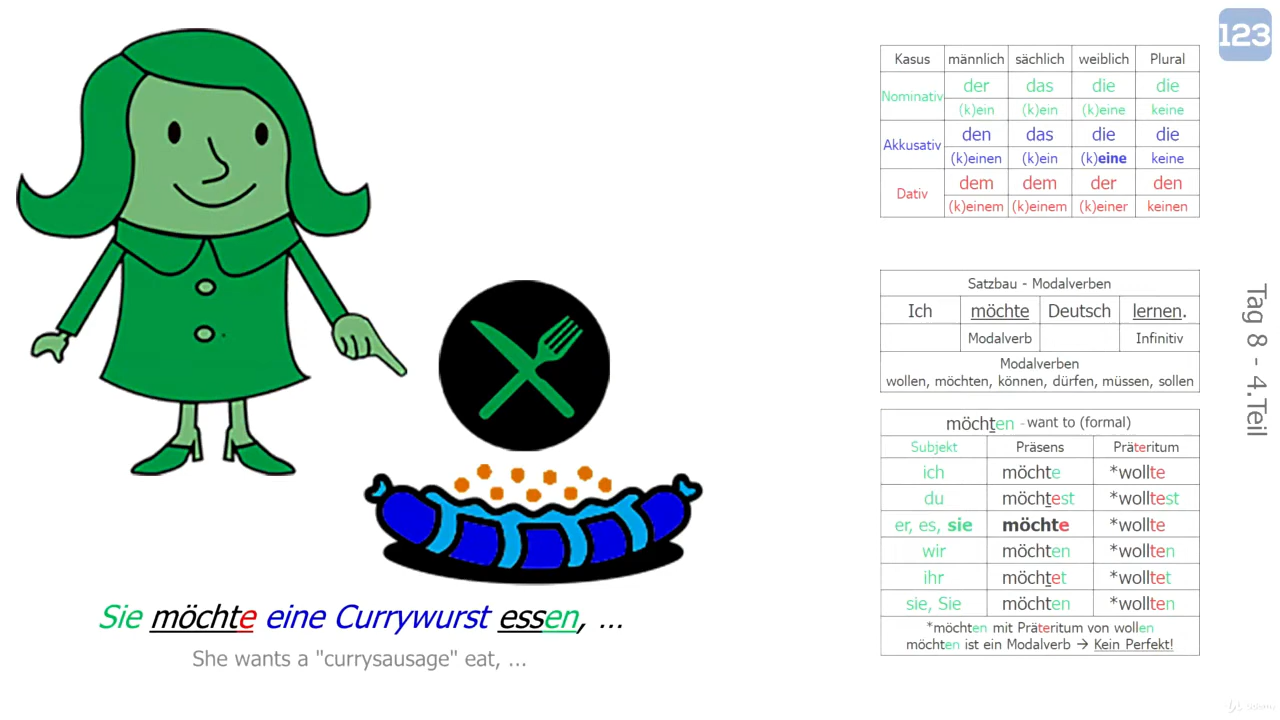 123
Kasus männlich sächlich weiblich Plural
Nominativ der das die die
(k)ein (k)ein (k)eine keine
Akkusativ den das die die
(k)einen (k)ein (k)eine keine
Dativ dem dem der den
(k)einem (k)einem (k)einer keinen
Satzbau - Modalverben
Ich möchte Deutsch lernen.
Modalverb Infinitiv
Modalverben
wollen, möchten, können, dürfen, müssen, sollen
möchten - want to (formal)
Subjekt Präsens Präteritum
ich möchte *wollte
du möchtest *wolltest
er, es, sie möchte *wollte
wir möchten *wollten
ihr möchtet *wolltet
sie, Sie möchten *wollten
*möchten mit Präteritum von wollen
möchten ist ein Modalverb → Kein Perfekt!
Tag 8 - 4.Teil
Sie möchte eine Currywurst essen, ...
She wants a "currysausage" eat, ...